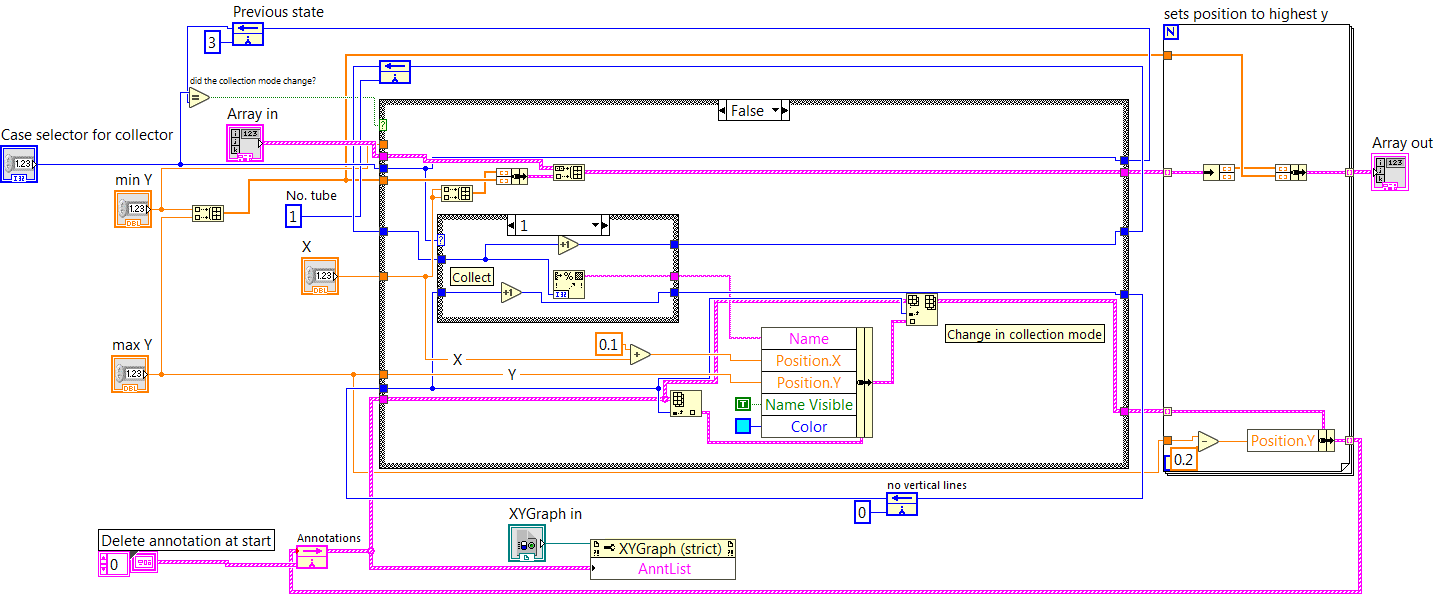 Previous state
sets position to highest y
3
N
did the collection mode change?
=
False
Array in
Case selector for collector
Array out
min Y
No. tube
1
1
X
+1
Collect
+1
max Y
0.1
+
Change in collection mode
Name
X
Position.X
Y
Position.Y
T
Name Visible
Color
Position.Y
0.2
no vertical lines
0
XYGraph in
Delete annotation at start
Annotations
0
XYGraph (strict)
AnntList